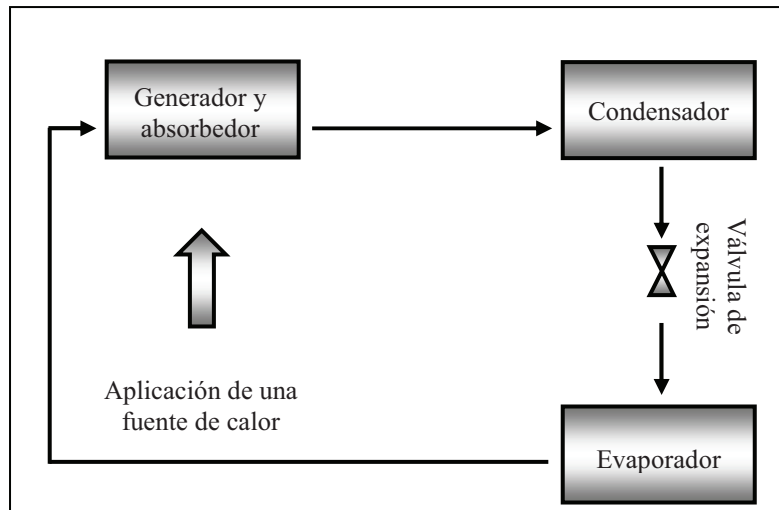 Generador y
absorbedor
Condensador
Válvula de
expansión
Aplicación de una
fuente de calor
Evaporador